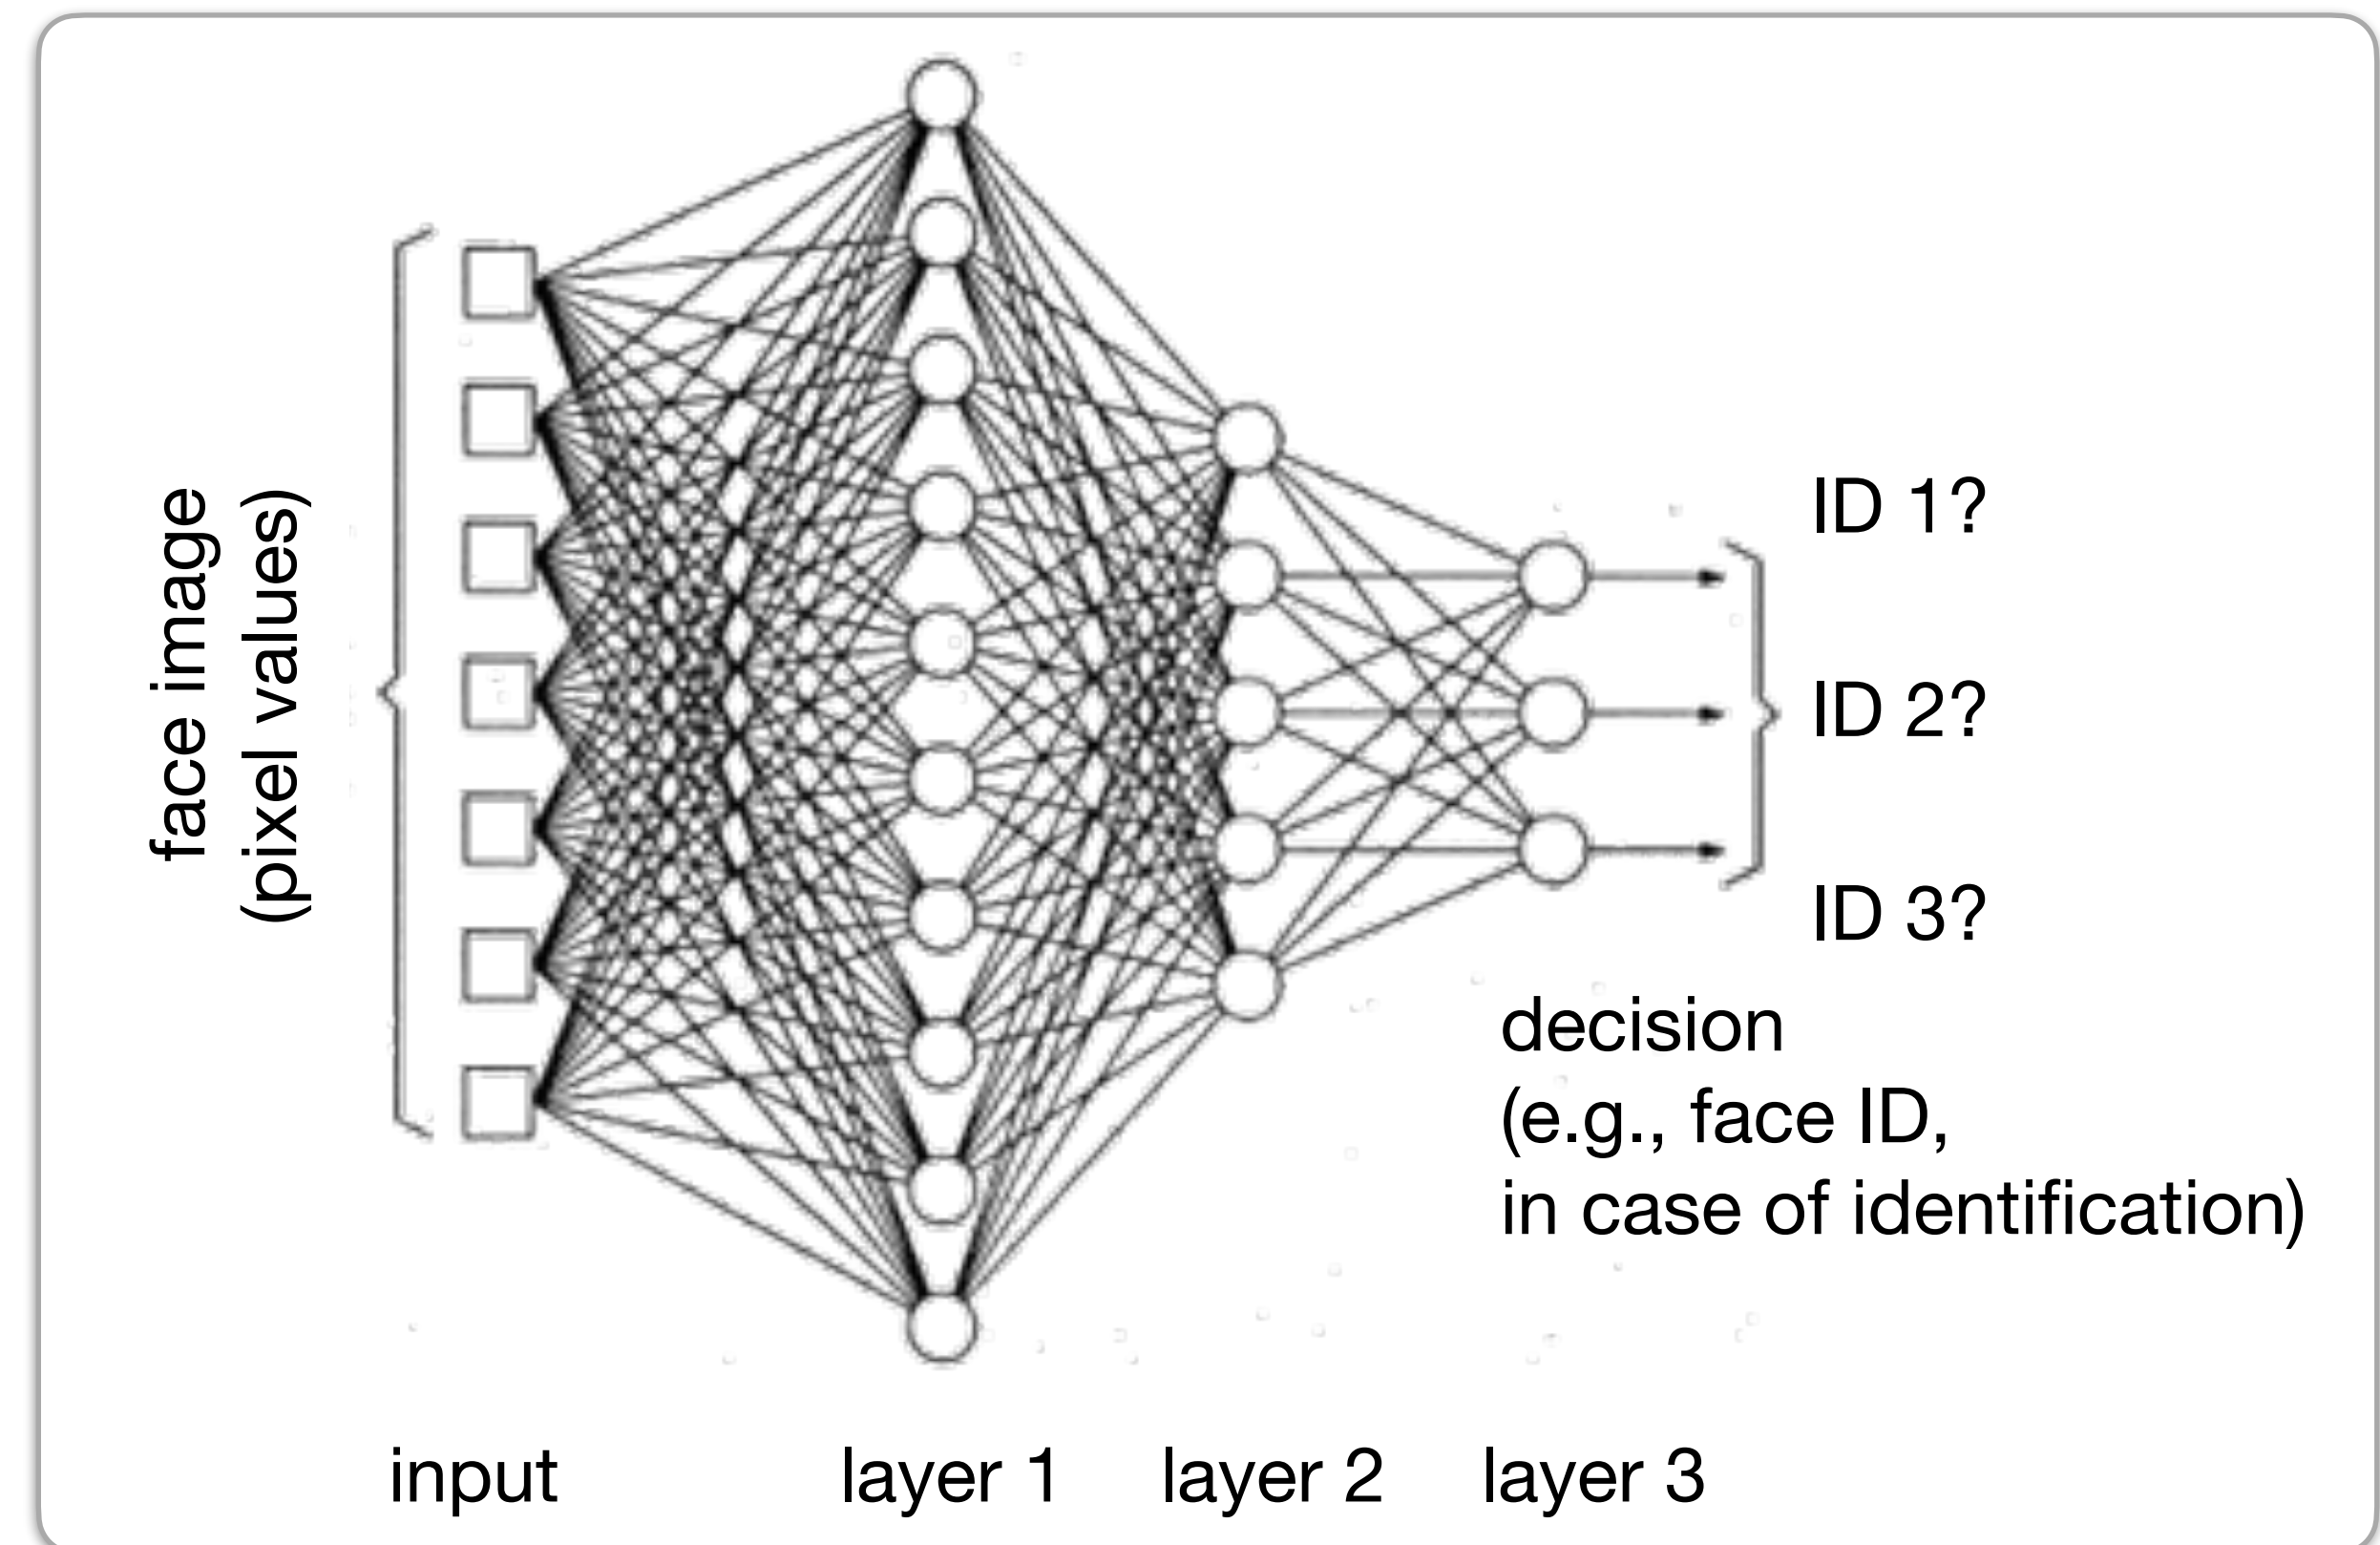 face image
(pixel values)
ID 1?
ID 2?
ID 3?
decision
(e.g., face ID,
in case of identification)
input
layer 1
layer 2
layer 3